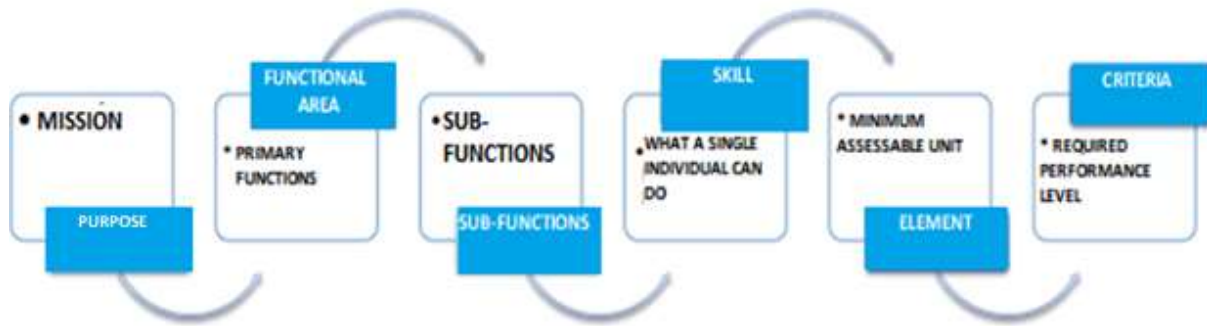 • MISSIÓN
PURPOSE
FUNCTIONAL
AREA
* PRIMARY
FUNCTIONS
• SUB-
FUNCTIONS
SUB-FUNCTIONS
SKILL
• WHAT A SINGLE
INDIVIDUAL CAN
DO
* MINIMUM
ASSESSABLE UNIT
ELEMENT
CRITERIA
* REQUIRED
PERFORMANCE
LEVEL